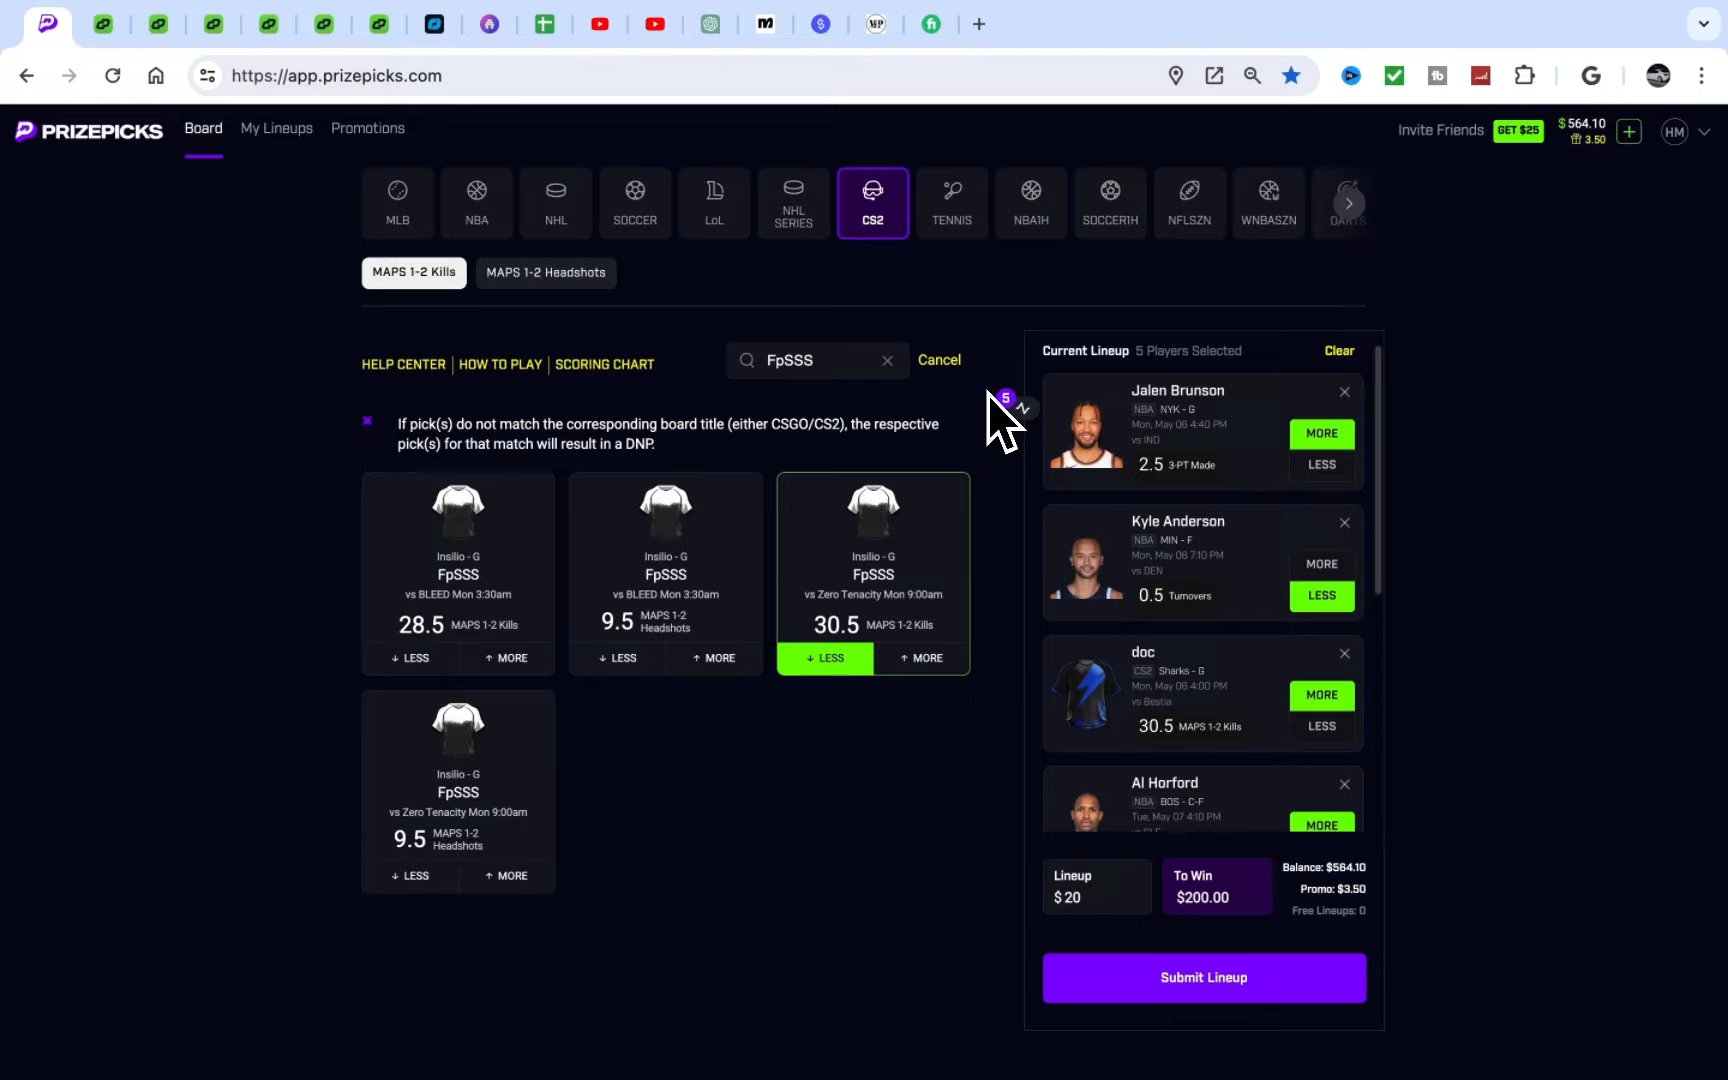 https://app.prizepicks.com
PRIZEPICKS
Board
My Lineups
Promotions
Invite Friends
GET $25
$ 564.10
3.50
HM
MLB
NBA
NHL
SOCCER
LoL
NHL
SERIES
CS2
TENNIS
NBA1H
SOCCER1H
NFLSZN
WNBASZN
DARTS
MAPS 1-2 Kills
MAPS 1-2 Headshots
HELP CENTER
HOW TO PLAY
SCORING CHART
FpSSS
Cancel
If pick(s) do not match the corresponding board title (either CSGO/CS2), the respective
pick(s) for that match will result in a DNP.
Insilio - G
FpSSS
vs BLEED Mon 3:30am
28.5 MAPS 1-2 Kills
↓ LESS
↑ MORE
Insilio - G
FpSSS
vs BLEED Mon 3:30am
9.5 MAPS 1-2
Headshots
↓ LESS
↑ MORE
Insilio - G
FpSSS
vs Zero Tenacity Mon 9:00am
30.5 MAPS 1-2 Kills
↓ LESS
↑ MORE
Insilio - G
FpSSS
vs Zero Tenacity Mon 9:00am
9.5 MAPS 1-2
Headshots
↓ LESS
↑ MORE
5
Current Lineup 5 Players Selected
Clear
Jalen Brunson
NBA NYK - G
Mon, May 06 4:40 PM
vs IND
2.5 3-PT Made
MORE
LESS
Kyle Anderson
NBA MIN - F
Mon, May 06 7:10 PM
vs DEN
0.5 Turnovers
MORE
LESS
doc
CS2 Sharks - G
Mon, May 06 4:00 PM
vs Bestia
30.5 MAPS 1-2 Kills
MORE
LESS
Al Horford
NBA BOS - C-F
Tue, May 07 4:10 PM
MORE
Lineup
$ 20
To Win
$200.00
Balance: $564.10
Promo: $3.50
Free Lineups: 0
Submit Lineup